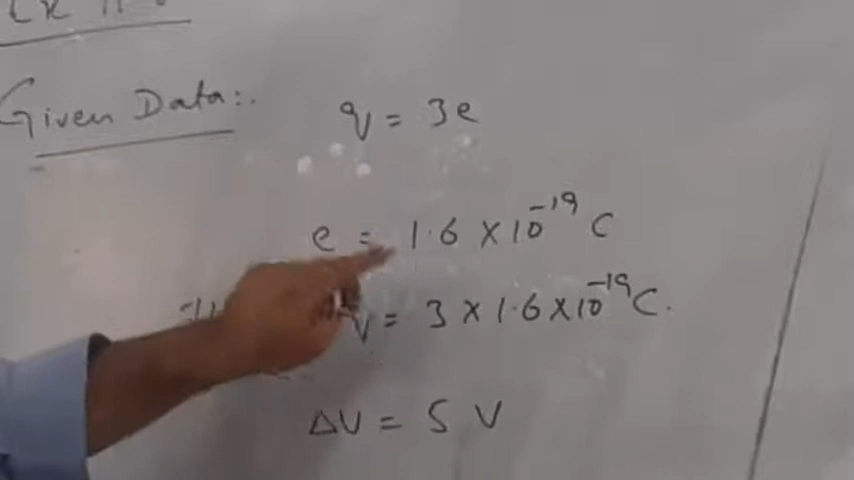 Given Data:.
q = 3e
e = 1.6 × 10⁻¹⁹ C
= 3 × 1.6 × 10⁻¹⁹ C.
ΔV = 5 V